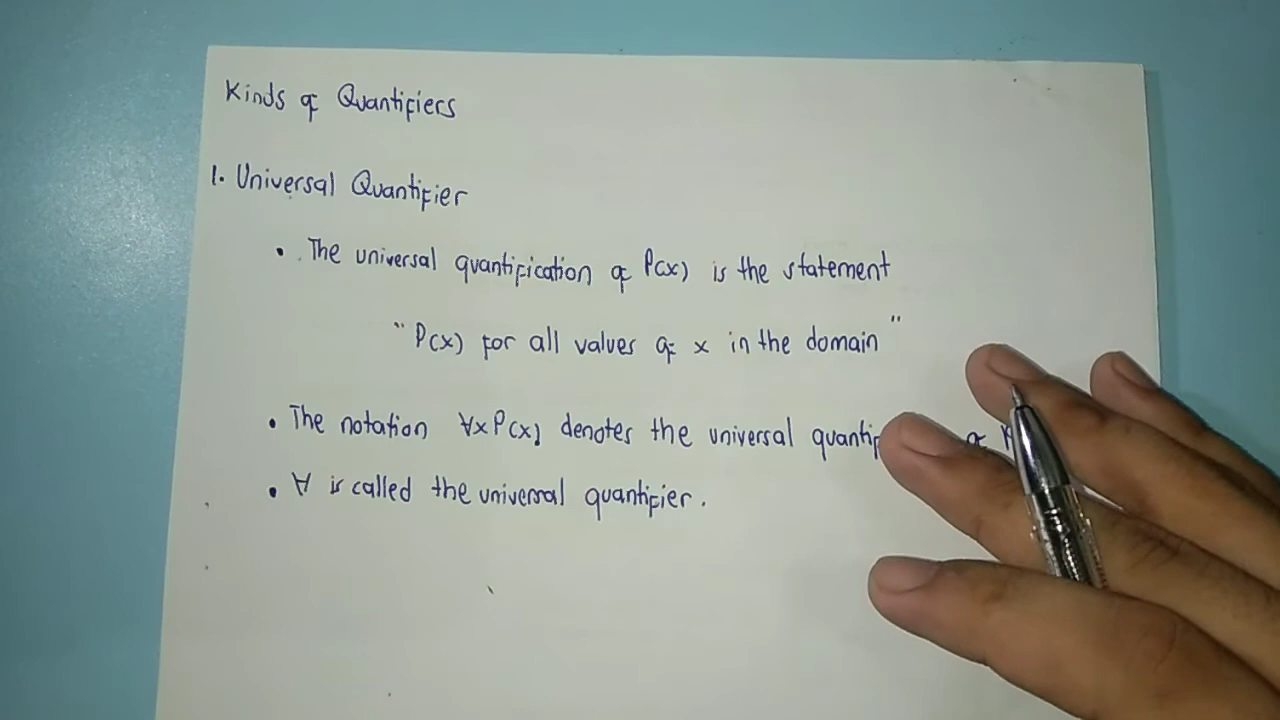 Kinds of Quantifiers
1. Universal Quantifier
• The universal quantification of P(x) is the statement
"P(x) for all values of x in the domain"
• The notation ∀x P(x) denotes the universal of
• ∀ is called the universal quantifier.